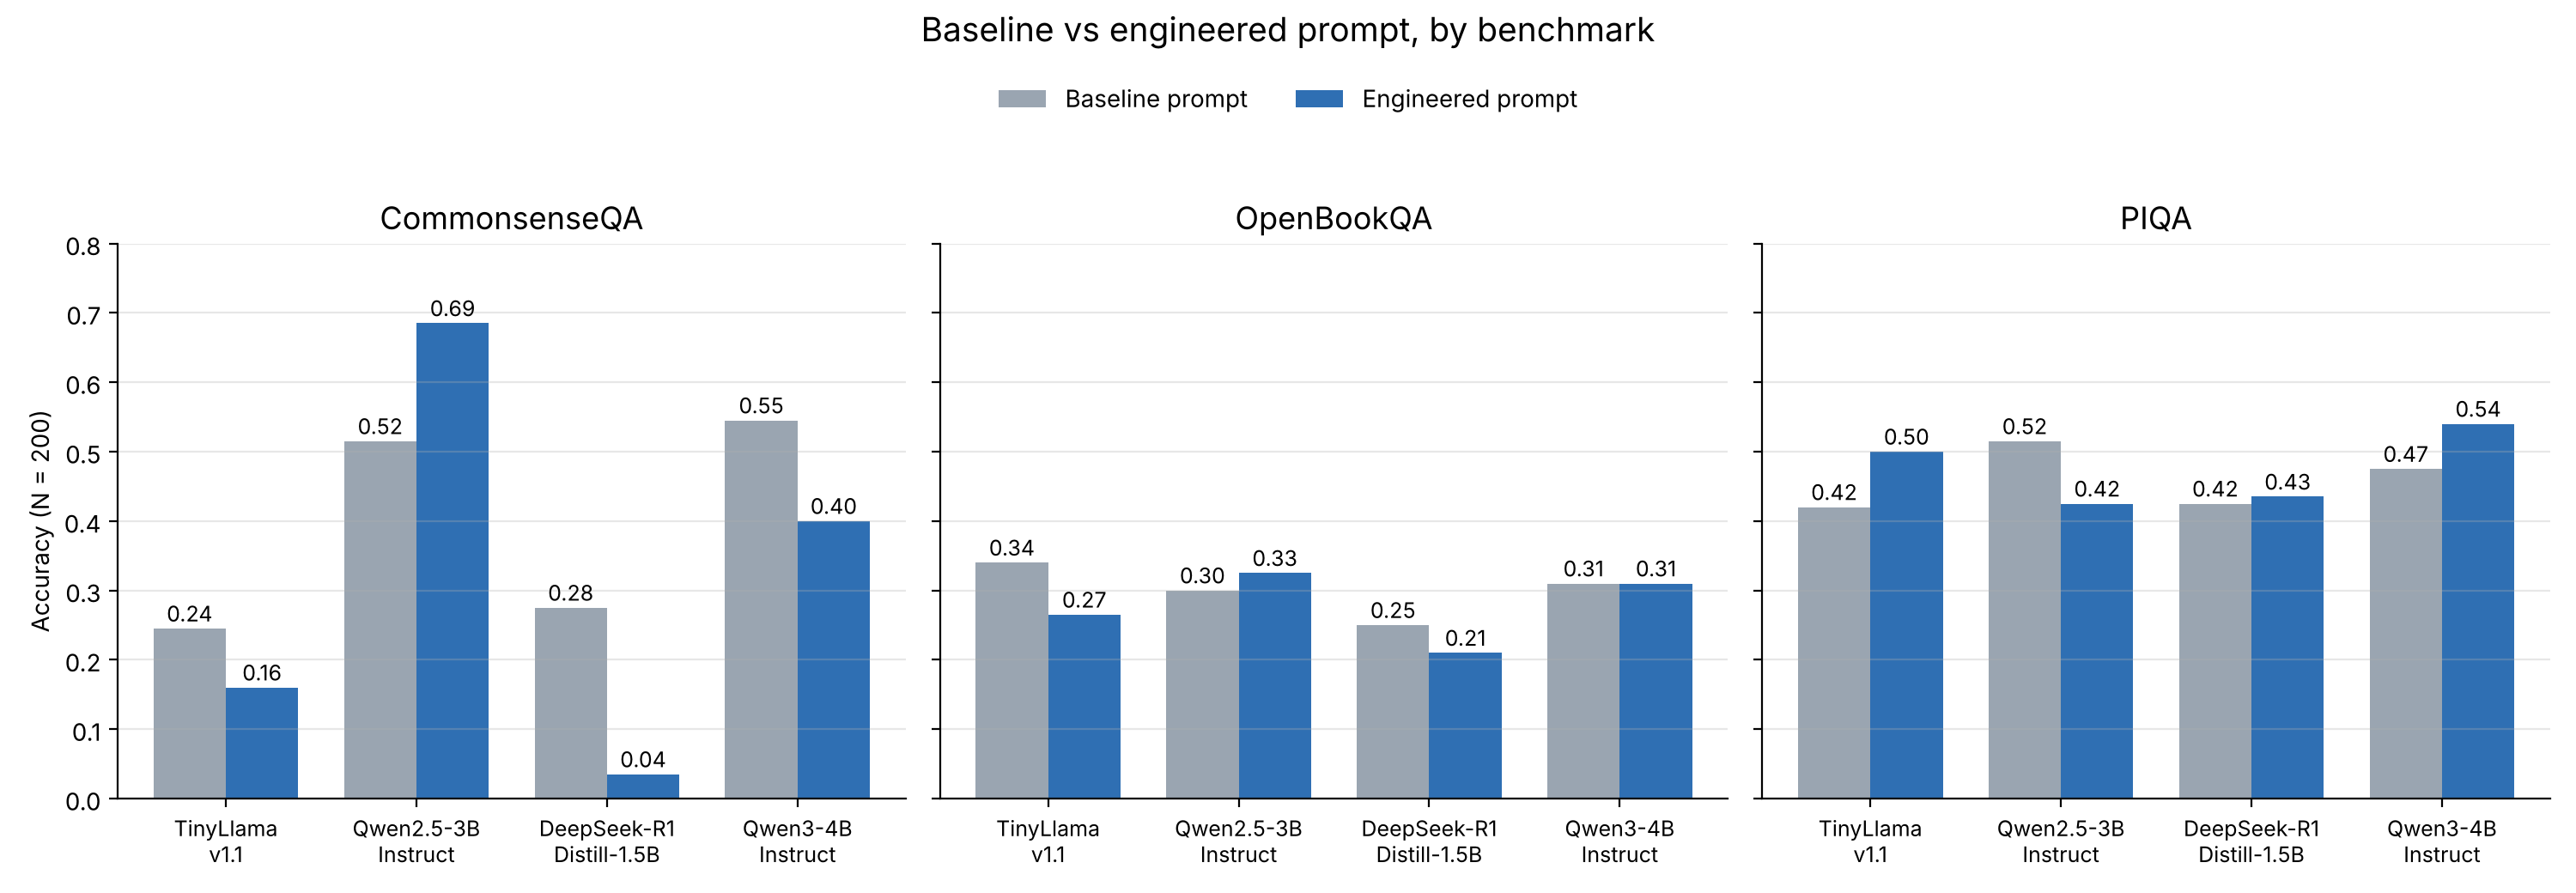 Baseline vs engineered prompt, by benchmark
Baseline prompt
Engineered prompt
CommonsenseQA
Accuracy (N = 200)
0.8
0.7
0.6
0.5
0.4
0.3
0.2
0.1
0.0
0.24
0.16
0.52
0.69
0.28
0.04
0.55
0.40
TinyLlama
v1.1
Qwen2.5-3B
Instruct
DeepSeek-R1
Distill-1.5B
Qwen3-4B
Instruct
OpenBookQA
0.34
0.27
0.30
0.33
0.25
0.21
0.31
0.31
TinyLlama
v1.1
Qwen2.5-3B
Instruct
DeepSeek-R1
Distill-1.5B
Qwen3-4B
Instruct
PIQA
0.42
0.50
0.52
0.42
0.42
0.43
0.47
0.54
TinyLlama
v1.1
Qwen2.5-3B
Instruct
DeepSeek-R1
Distill-1.5B
Qwen3-4B
Instruct